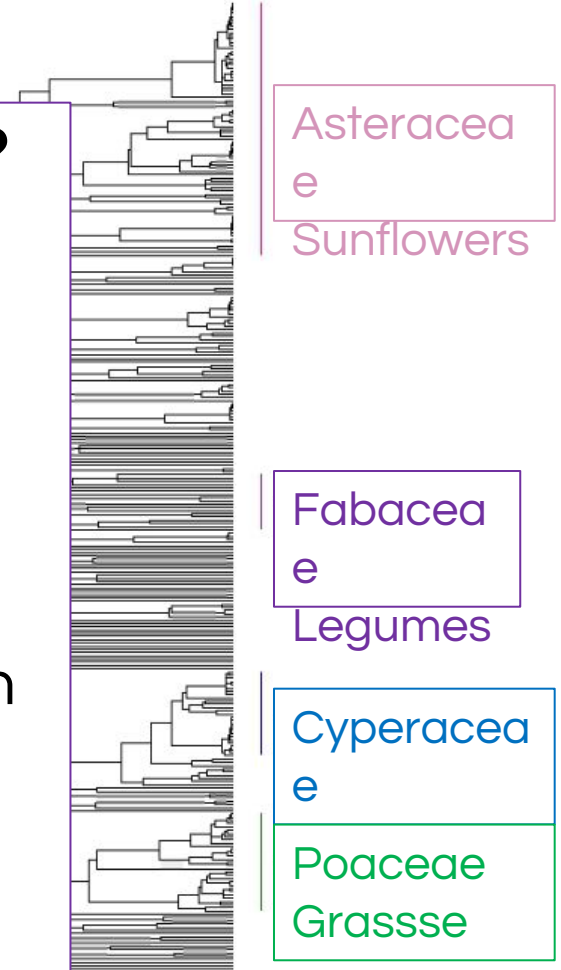 ?
Asteracea
e
Sunflowers
Fabacea
e
Legumes
n
Cyperacea
e
Poaceae
Grassse